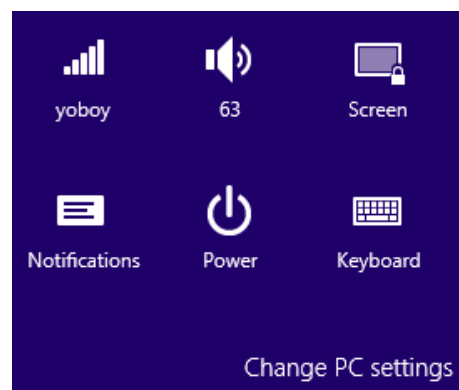 yoboy 63 Screen
Notifications Power Keyboard
Change PC settings